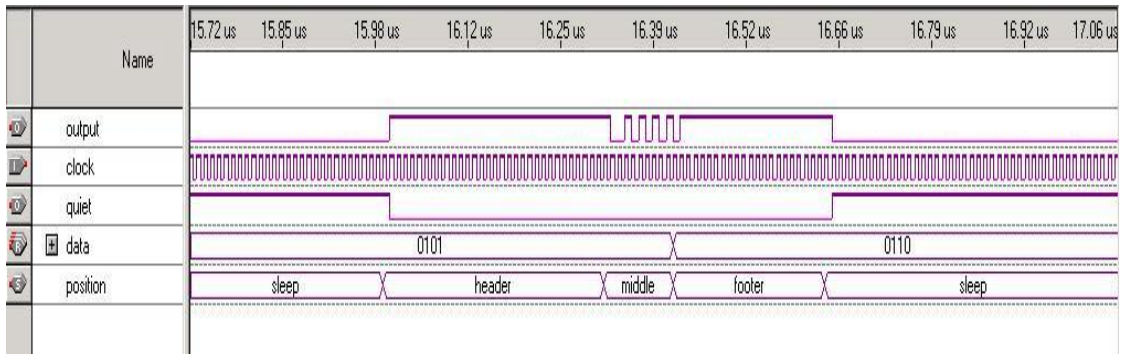 Name
15.72 us 15.85 us 15.98 us 16.12 us 16.25 us 16.39 us 16.52 us 16.66 us 16.79 us 16.92 us 17.06 us
output
clock
quiet
data 0101 0110
position sleep header middle footer sleep